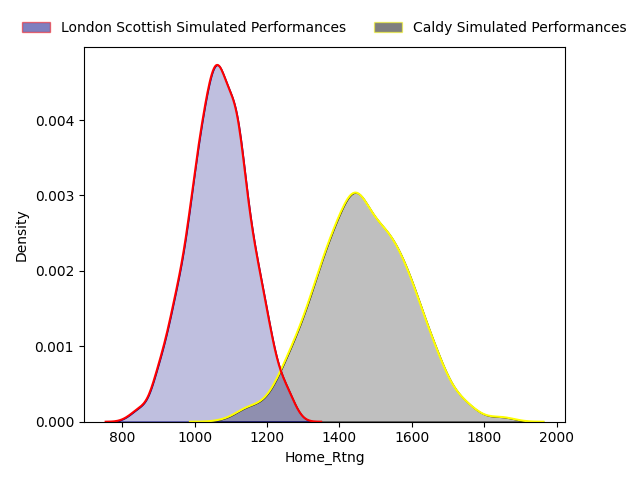 London Scottish Simulated Performances Caldy Simulated Performances
0.004
0.003
0.002
0.001
0.000
Density
800 1000 1200 1400 1600 1800 2000
Home_Rtng